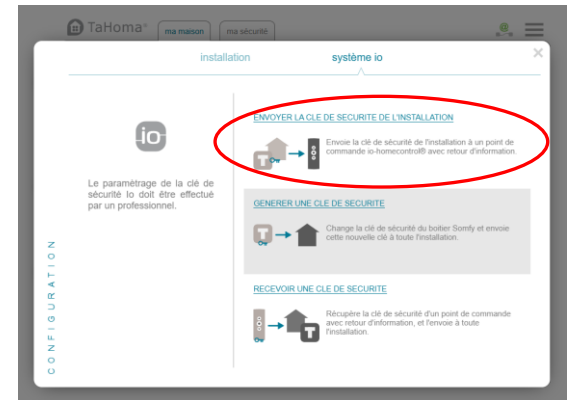 TaHoma®
ma maison
ma sécurité
installation
système io
×
ENVOYER LA CLE DE SECURITE DE L'INSTALLATION
Envoie la clé de sécurité de l'installation à un point de
commande io-homecontrol® avec retour d'information.
io
Le paramétrage de la clé de
sécurité Io doit être effectué
par un professionnel.
GENERER UNE CLE DE SECURITE
Change la clé de sécurité du boitier Somfy et envoie
cette nouvelle clé à toute l'installation.
RECEVOIR UNE CLE DE SECURITE
Récupère la clé de sécurité d'un point de commande
avec retour d'information, et l'envoie à toute
l'installation.
CONFIGURATION